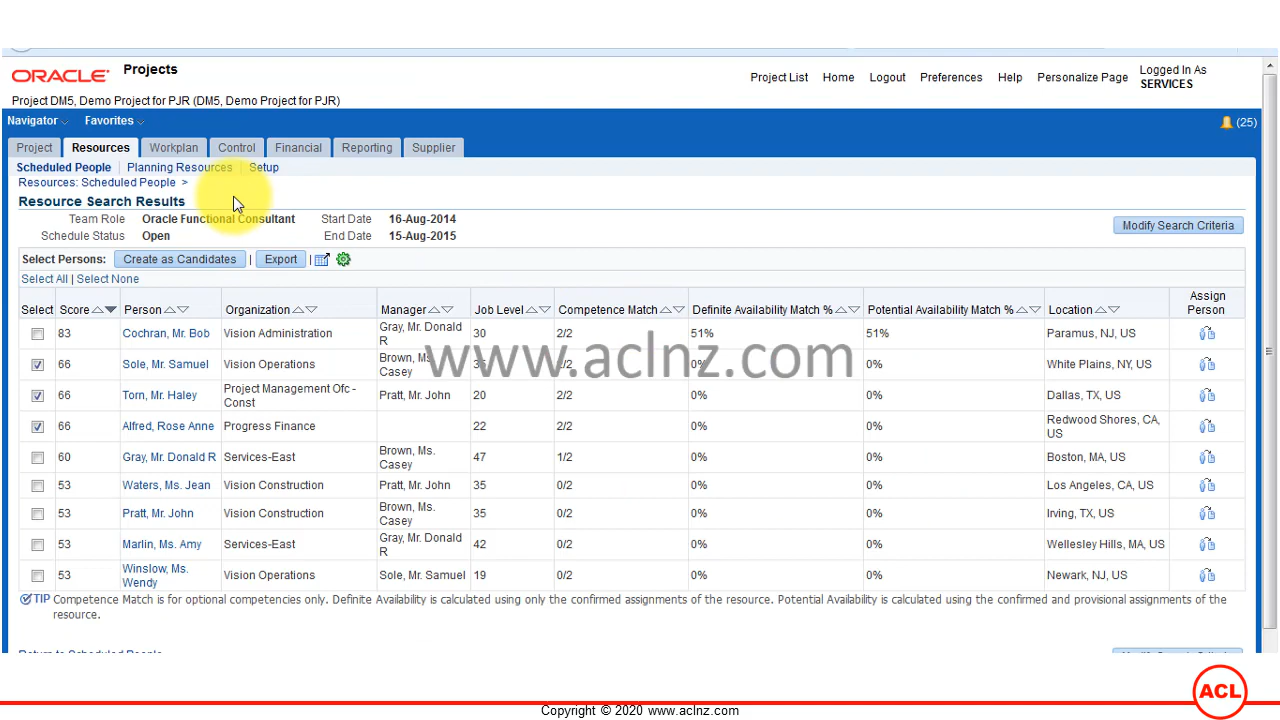 ORACLE Projects
Project List Home Logout Preferences Help Personalize Page Logged In As SERVICES
Project DM5, Demo Project for PJR (DM5, Demo Project for PJR)
Navigator Favorites (25)
Project Resources Workplan Control Financial Reporting Supplier
Scheduled People | Planning Resources | Setup
Resources: Scheduled People >
Resource Search Results
Team Role Oracle Functional Consultant Start Date 16-Aug-2014
Schedule Status Open End Date 15-Aug-2015
Modify Search Criteria
Select Persons: Create as Candidates | Export |
Select All | Select None
Select Score Person Organization Manager Job Level Competence Match Definite Availability Match % Potential Availability Match % Location Assign Person
83 Cochran, Mr. Bob Vision Administration Gray, Mr. Donald R 30 2/2 51% 51% Paramus, NJ, US
66 Sole, Mr. Samuel Vision Operations Brown, Ms. Casey 2/2 0% 0% White Plains, NY, US
66 Torn, Mr. Haley Project Management Ofc - Const Pratt, Mr. John 20 2/2 0% 0% Dallas, TX, US
66 Alfred, Rose Anne Progress Finance 22 2/2 0% 0% Redwood Shores, CA, US
60 Gray, Mr. Donald R Services-East Brown, Ms. Casey 47 1/2 0% 0% Boston, MA, US
53 Waters, Ms. Jean Vision Construction Pratt, Mr. John 35 0/2 0% 0% Los Angeles, CA, US
53 Pratt, Mr. John Vision Construction Brown, Ms. Casey 35 0/2 0% 0% Irving, TX, US
53 Marlin, Ms. Amy Services-East Gray, Mr. Donald R 42 0/2 0% 0% Wellesley Hills, MA, US
53 Winslow, Ms. Wendy Vision Operations Sole, Mr. Samuel 19 0/2 0% 0% Newark, NJ, US
www.aclnz.com
TIP Competence Match is for optional competencies only. Definite Availability is calculated using only the confirmed assignments of the resource. Potential Availability is calculated using the confirmed and provisional assignments of the
resource.
Return to Scheduled People
ACL
Copyright © 2020 www.aclnz.com